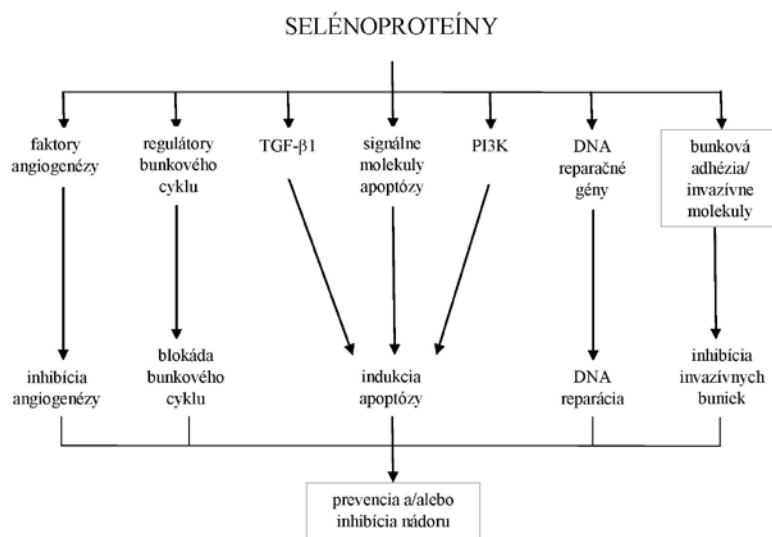 SELÉNOPROTEÍNY
faktory
angiogenézy
regulátory
bunkového
cyklu
TGF-β1
signálne
molekuly
apoptózy
PI3K
DNA
reparačné
gény
bunková
adhézia/
invazívne
molekuly
inhibícia
angiogenézy
blokáda
bunkového
cyklu
indukcia
apoptózy
DNA
reparácia
inhibícia
invazívnych
buniek
prevencia a/alebo
inhibícia nádoru